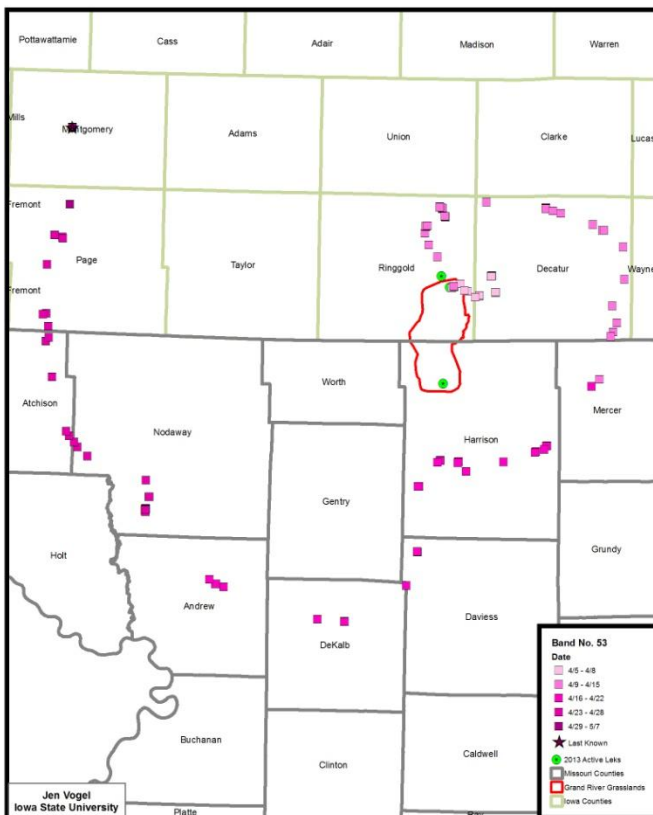 Pottawattamie
Cass
Adair
Madison
Warren
Mills
Montgomery
Adams
Union
Clarke
Lucas
Fremont
Page
Taylor
Ringgold
Decatur
Wayne
Fremont
Atchison
Nodaway
Worth
Harrison
Mercer
Gentry
Holt
Grundy
Andrew
DeKalb
Daviess
Buchanan
Clinton
Caldwell
Platte
Band No. 53
Date
4/5 - 4/8
4/9 - 4/15
4/16 - 4/22
4/23 - 4/28
4/29 - 5/7
Last Known
2013 Active Leks
Missouri Counties
Grand River Grasslands
Iowa Counties
Jen Vogel
Iowa State University